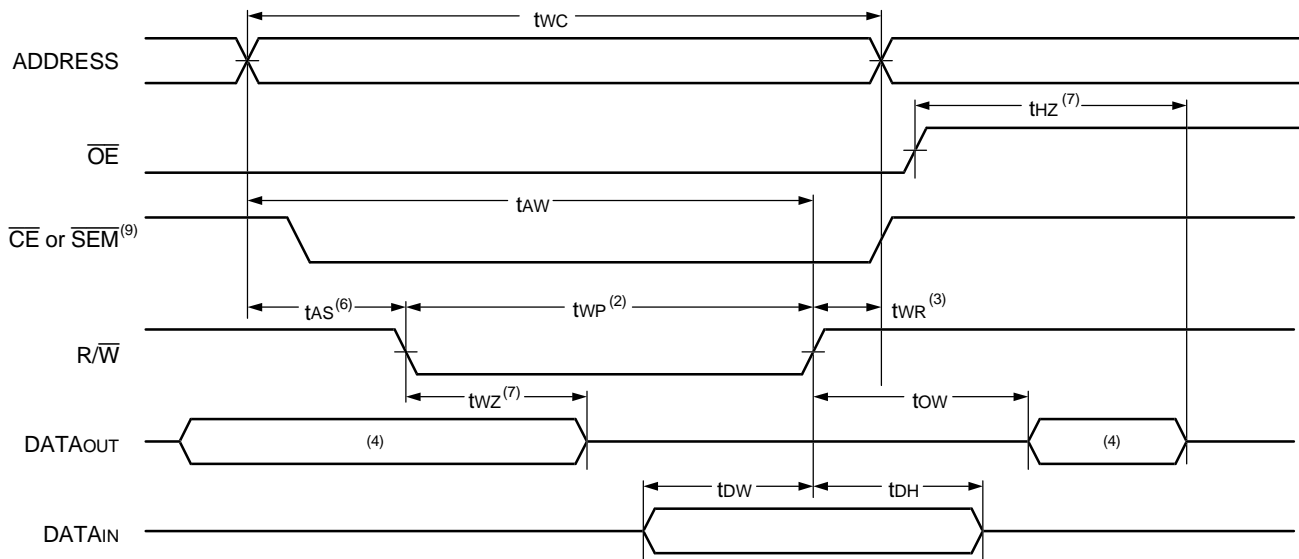 tWC
ADDRESS
tHZ (7)
OE
tAW
CE or SEM (9)
tAS (6)
tWP (2)
tWR (3)
R/W
tWZ (7)
tOW
DATAOUT
(4)
(4)
tDW
tDH
DATAIN